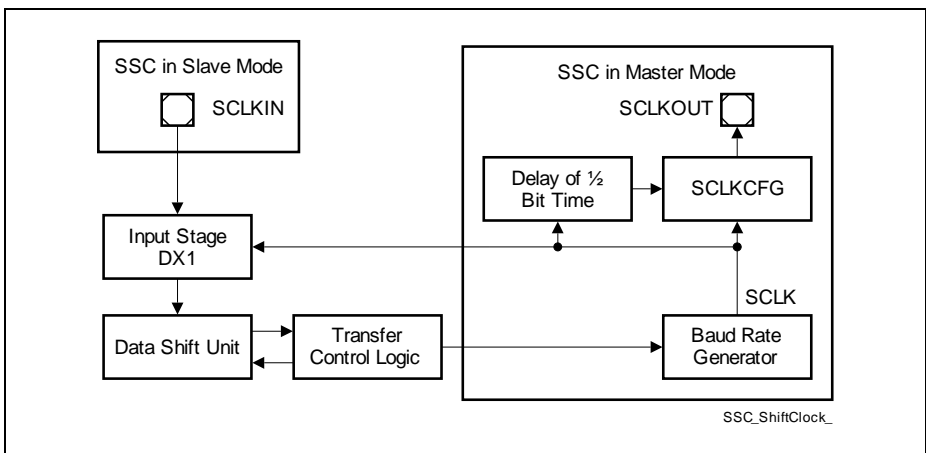 SSC in Slave Mode
SCLKIN
SSC in Master Mode
SCLKOUT
Delay of ½
Bit Time
SCLKCFG
Input Stage
DX1
SCLK
Data Shift Unit
Transfer
Control Logic
Baud Rate
Generator
SSC_ShiftClock_